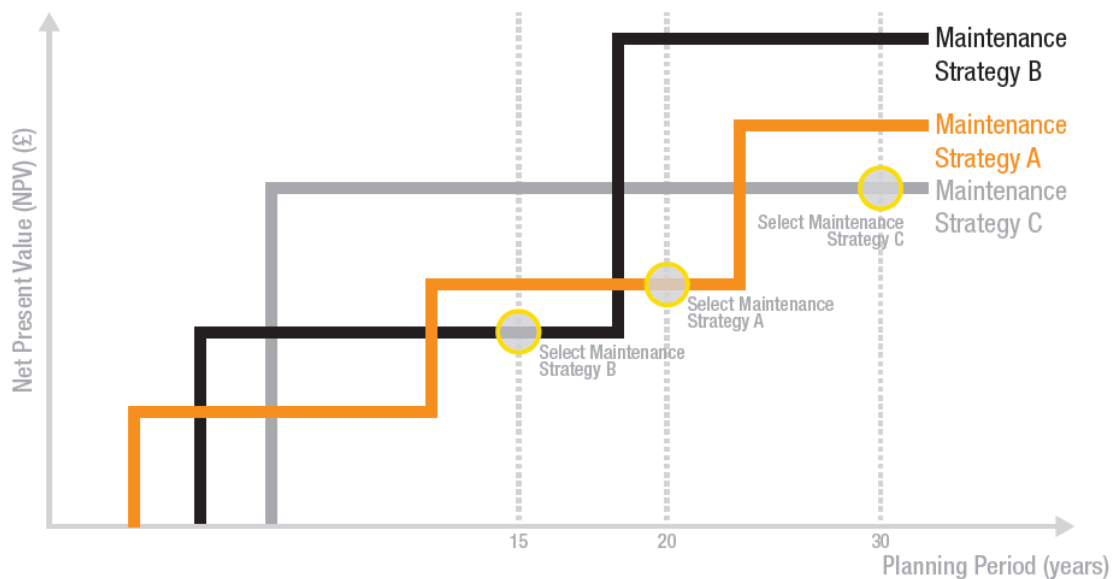 Net Present Value (NPV) (£)
Maintenance
Strategy B
Maintenance
Strategy A
Maintenance
Strategy C
Select Maintenance
Strategy C
Select Maintenance
Strategy A
Select Maintenance
Strategy B
15
20
30
Planning Period (years)